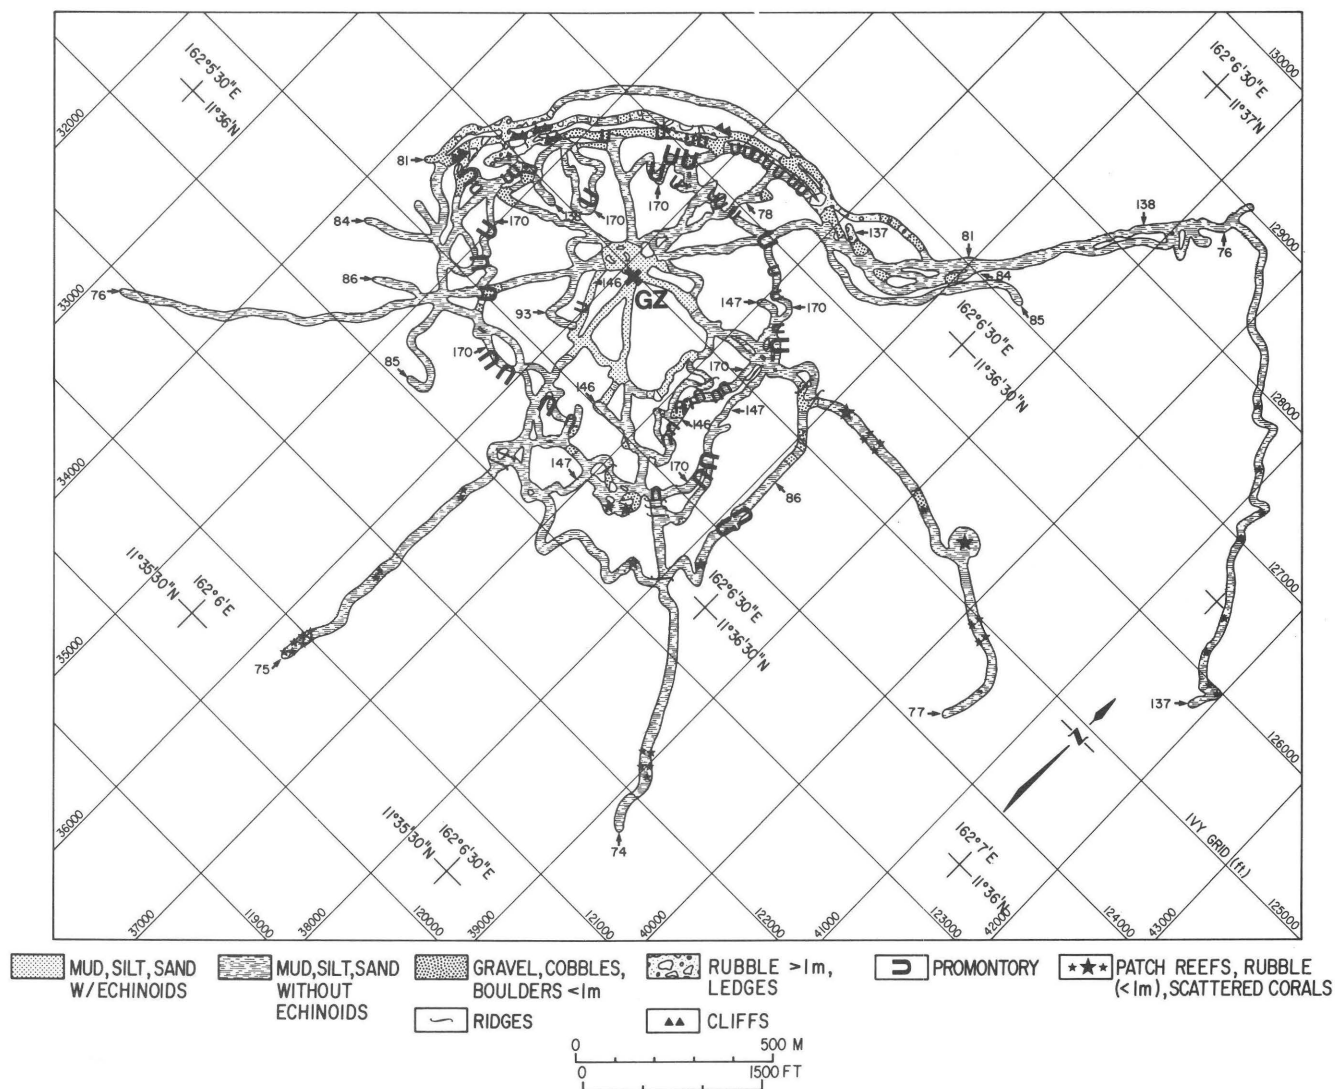 130000
162°5'30"E
11°36'N
162°6'30"E
11°37'N
32000
81
138
170
170
170
78
138
84
170
137
81
76
129000
86
146
84
76
33000
GZ
147
170
93
85
162°6'30"E
11°36'30"N
170
85
170
146
147
146
128000
34000
147
170
86
11°35'30"N
162°6'E
162°6'30"E
11°36'30"N
127000
35000
75
77
137
N
126000
36000
11°35'30"N
162°6'30"E
74
162°7'E
11°36'N
IVY GRID (ft)
37000
119000
38000
120000
39000
121000
40000
122000
41000
123000
42000
124000
43000
125000
MUD, SILT, SAND
W/ECHINOIDS
MUD, SILT, SAND
WITHOUT
ECHINOIDS
GRAVEL, COBBLES,
BOULDERS <1m
RUBBLE >1m,
LEDGES
PROMONTORY
PATCH REEFS, RUBBLE
(<1m), SCATTERED CORALS
RIDGES
CLIFFS
0 500 M
0 1500 FT